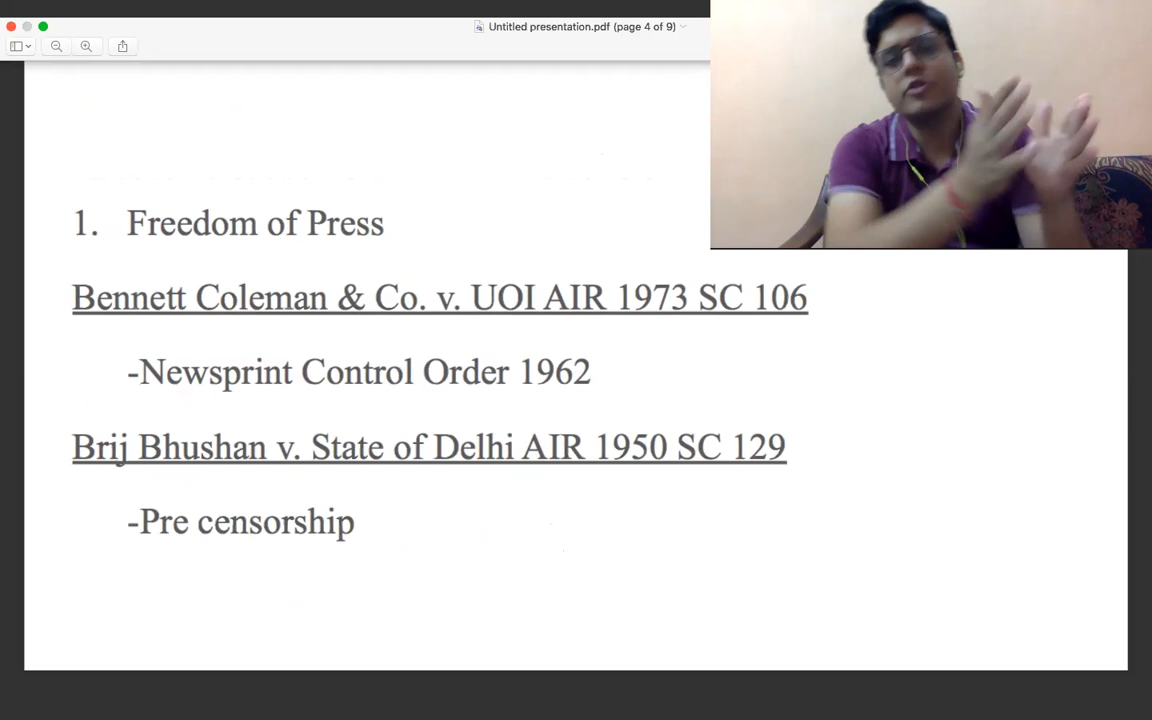 Untitled presentation.pdf (page 4 of 9)
1. Freedom of Press
Bennett Coleman & Co. v. UOI AIR 1973 SC 106
-Newsprint Control Order 1962
Brij Bhushan v. State of Delhi AIR 1950 SC 129
-Pre censorship